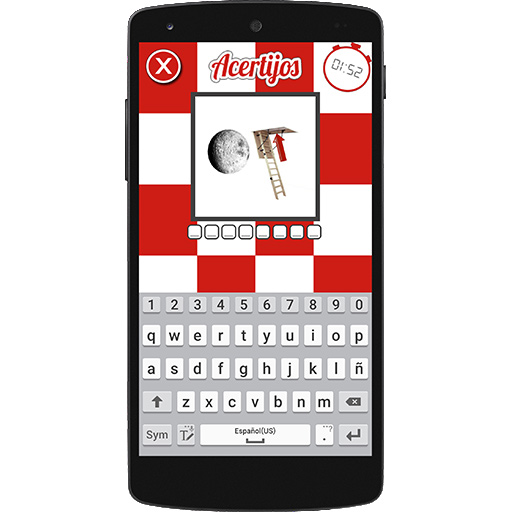 X
Acertijos
01:52
1 2 3 4 5 6 7 8 9 0
q w e r t y u i o p
a s d f g h j k l ñ
z x c v b n m
Sym T Español(US) . ...?